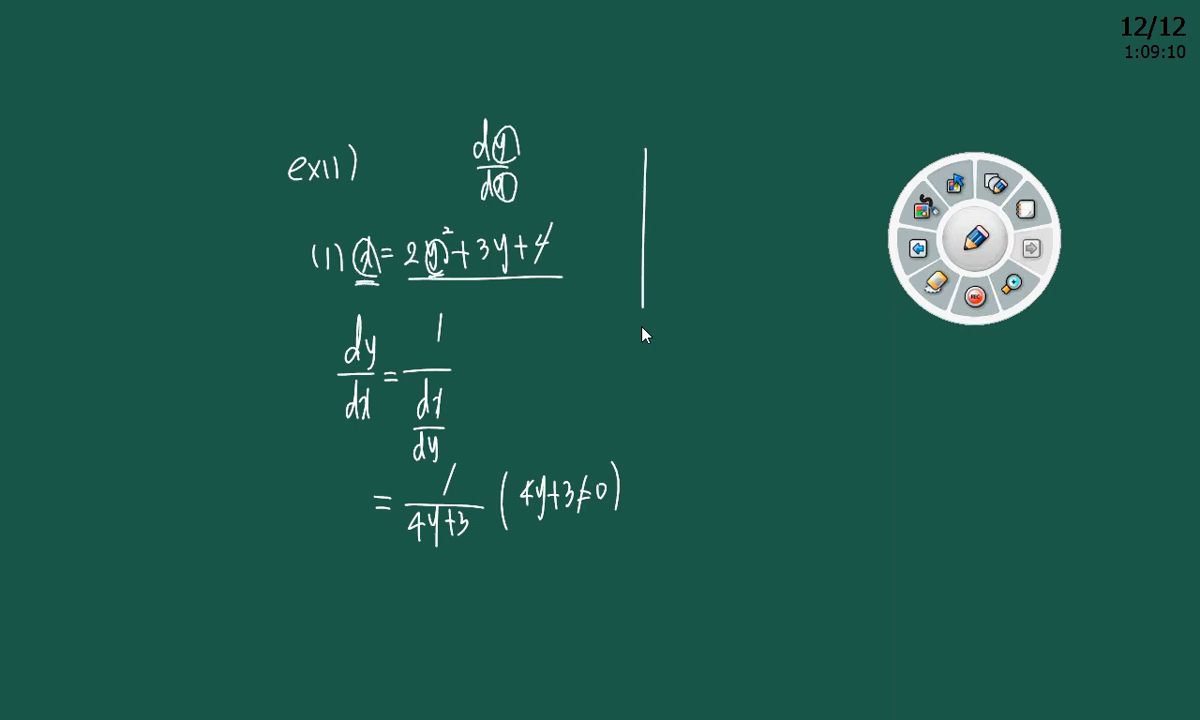 12/12
1:09:10
ex11) dy/dx
(1) x = 2y² + 3y + 4
dy/dx = 1/(dx/dy)
= 1/(4y+3) (4y+3≠0)
REC